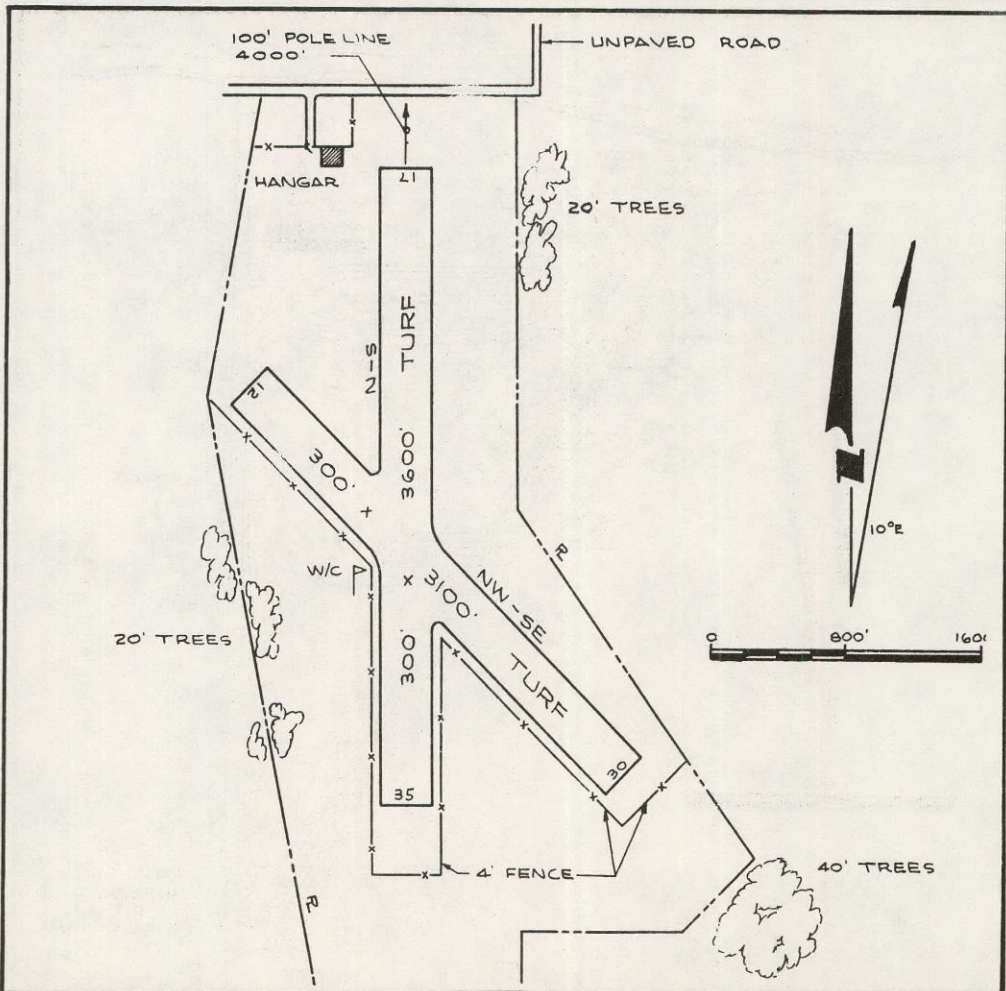 100' POLE LINE
4000'
UNPAVED ROAD
HANGAR
17
20' TREES
TURF
N-S
3600'
12
300'
N
10°E
W/C
3100'
NW-SE
TURF
20' TREES
300'
0 800' 1600
30
35
4' FENCE
40' TREES